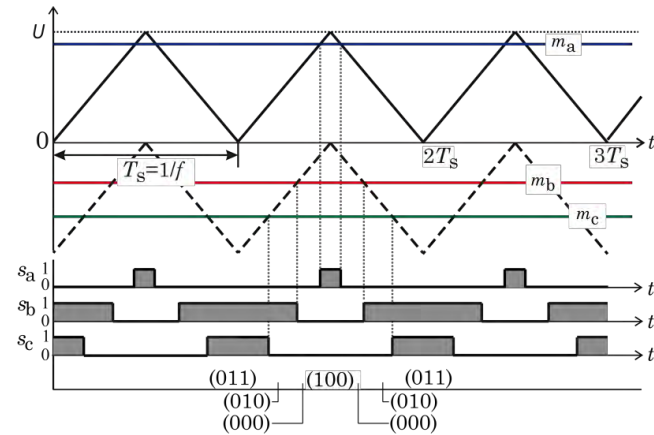 U
m_a
0
t
T_s=1/f
2T_s
3T_s
m_b
m_c
s_a 1 0 t
s_b 1 0 t
s_c 1 0 t
(011) (100) (011)
(010) (010)
(000) (000)